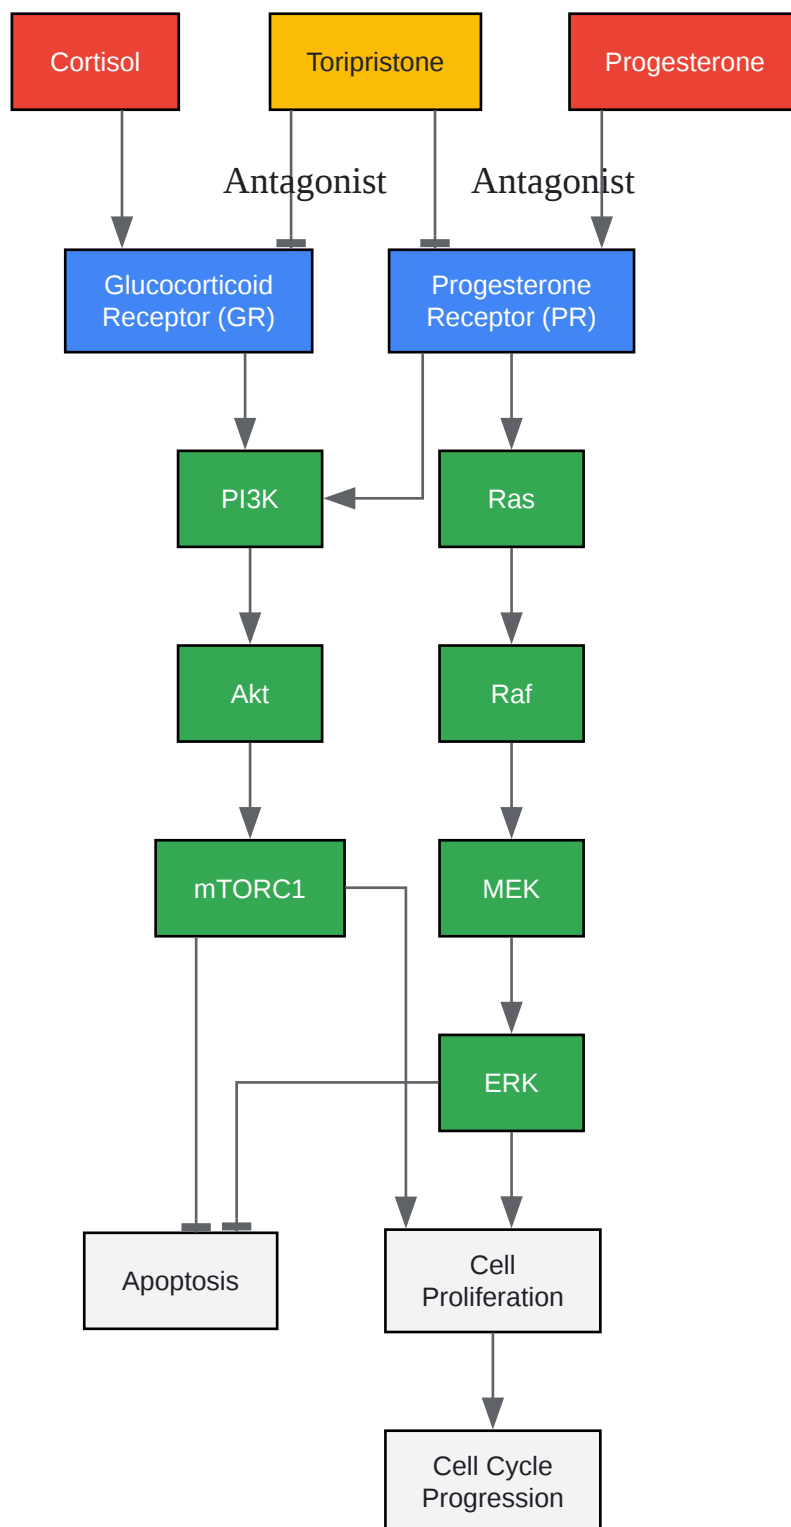 Cortisol
Toripristone
Progesterone
Antagonist
Antagonist
Glucocorticoid
Receptor (GR)
Progesterone
Receptor (PR)
PI3K
Ras
Akt
Raf
mTORC1
MEK
ERK
Apoptosis
Cell
Proliferation
Cell Cycle
Progression